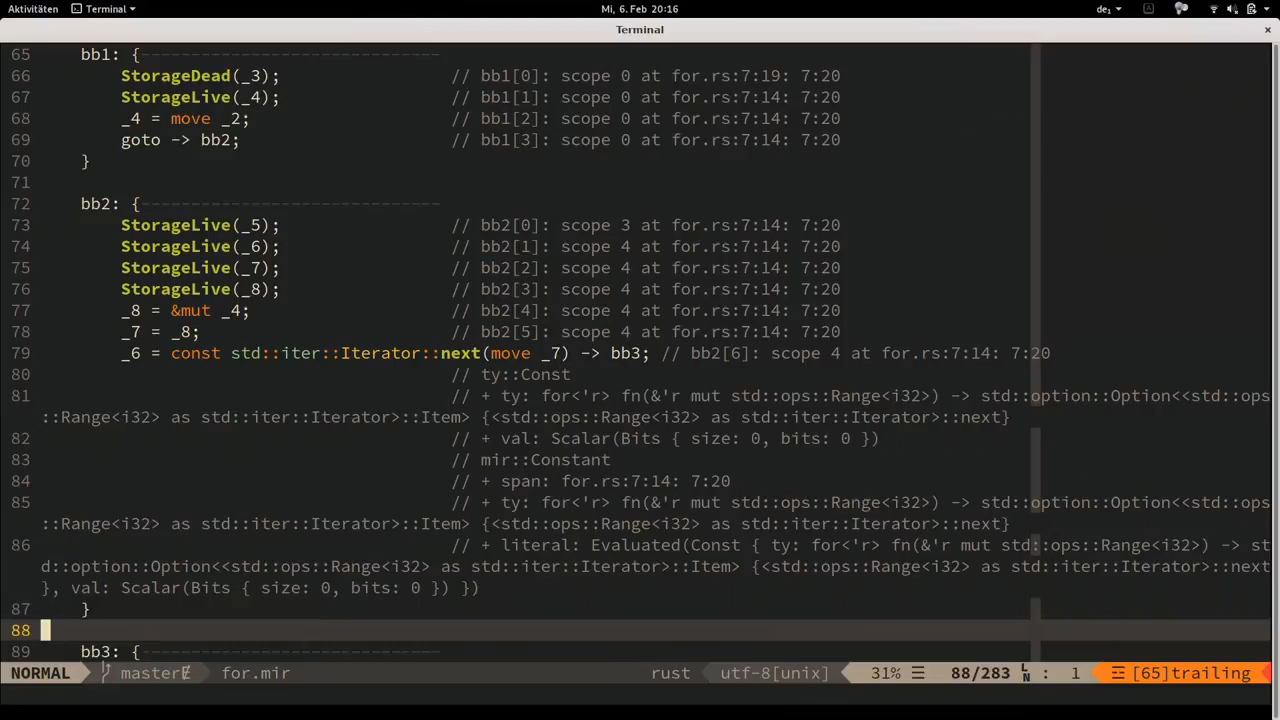 Aktivitäten Terminal Mi, 6. Feb 20:16 de₁
Terminal ×
65 bb1: {------------------------------
66 StorageDead(_3); // bb1[0]: scope 0 at for.rs:7:19: 7:20
67 StorageLive(_4); // bb1[1]: scope 0 at for.rs:7:14: 7:20
68 _4 = move _2; // bb1[2]: scope 0 at for.rs:7:14: 7:20
69 goto -> bb2; // bb1[3]: scope 0 at for.rs:7:14: 7:20
70 }
71
72 bb2: {------------------------------
73 StorageLive(_5); // bb2[0]: scope 3 at for.rs:7:14: 7:20
74 StorageLive(_6); // bb2[1]: scope 4 at for.rs:7:14: 7:20
75 StorageLive(_7); // bb2[2]: scope 4 at for.rs:7:14: 7:20
76 StorageLive(_8); // bb2[3]: scope 4 at for.rs:7:14: 7:20
77 _8 = &mut _4; // bb2[4]: scope 4 at for.rs:7:14: 7:20
78 _7 = _8; // bb2[5]: scope 4 at for.rs:7:14: 7:20
79 _6 = const std::iter::Iterator::next(move _7) -> bb3; // bb2[6]: scope 4 at for.rs:7:14: 7:20
80 // ty::Const
81 // + ty: for<'r> fn(&'r mut std::ops::Range<i32>) -> std::option::Option<<std::ops
::Range<i32> as std::iter::Iterator>::Item> {<std::ops::Range<i32> as std::iter::Iterator>::next}
82 // + val: Scalar(Bits { size: 0, bits: 0 })
83 // mir::Constant
84 // + span: for.rs:7:14: 7:20
85 // + ty: for<'r> fn(&'r mut std::ops::Range<i32>) -> std::option::Option<<std::ops
::Range<i32> as std::iter::Iterator>::Item> {<std::ops::Range<i32> as std::iter::Iterator>::next}
86 // + literal: Evaluated(Const { ty: for<'r> fn(&'r mut std::ops::Range<i32>) -> st
d::option::Option<<std::ops::Range<i32> as std::iter::Iterator>::Item> {<std::ops::Range<i32> as std::iter::Iterator>::next
}, val: Scalar(Bits { size: 0, bits: 0 }) })
87 }
88
89 bb3: {------------------------------
NORMAL masterɆ for.mir rust utf-8[unix] 31% ☰ 88/283 LN : 1 ☲ [65]trailing